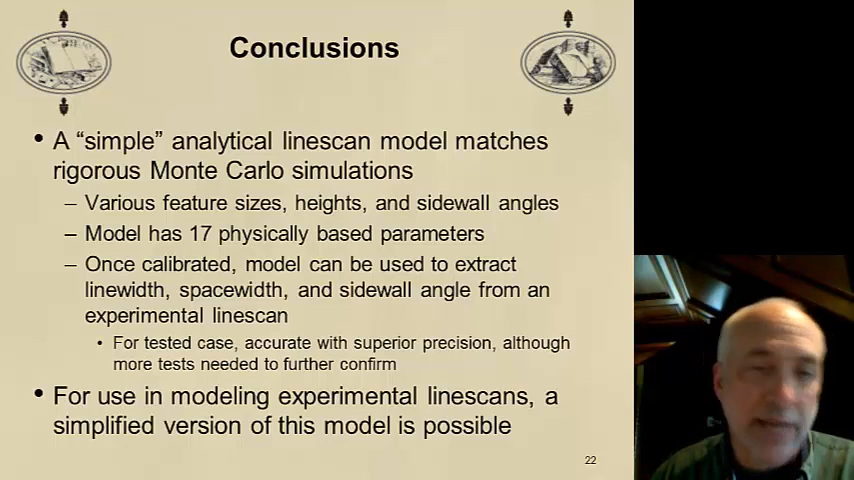 Conclusions
• A “simple” analytical linescan model matches
rigorous Monte Carlo simulations
– Various feature sizes, heights, and sidewall angles
– Model has 17 physically based parameters
– Once calibrated, model can be used to extract
linewidth, spacewidth, and sidewall angle from an
experimental linescan
• For tested case, accurate with superior precision, although
more tests needed to further confirm
• For use in modeling experimental linescans, a
simplified version of this model is possible
22